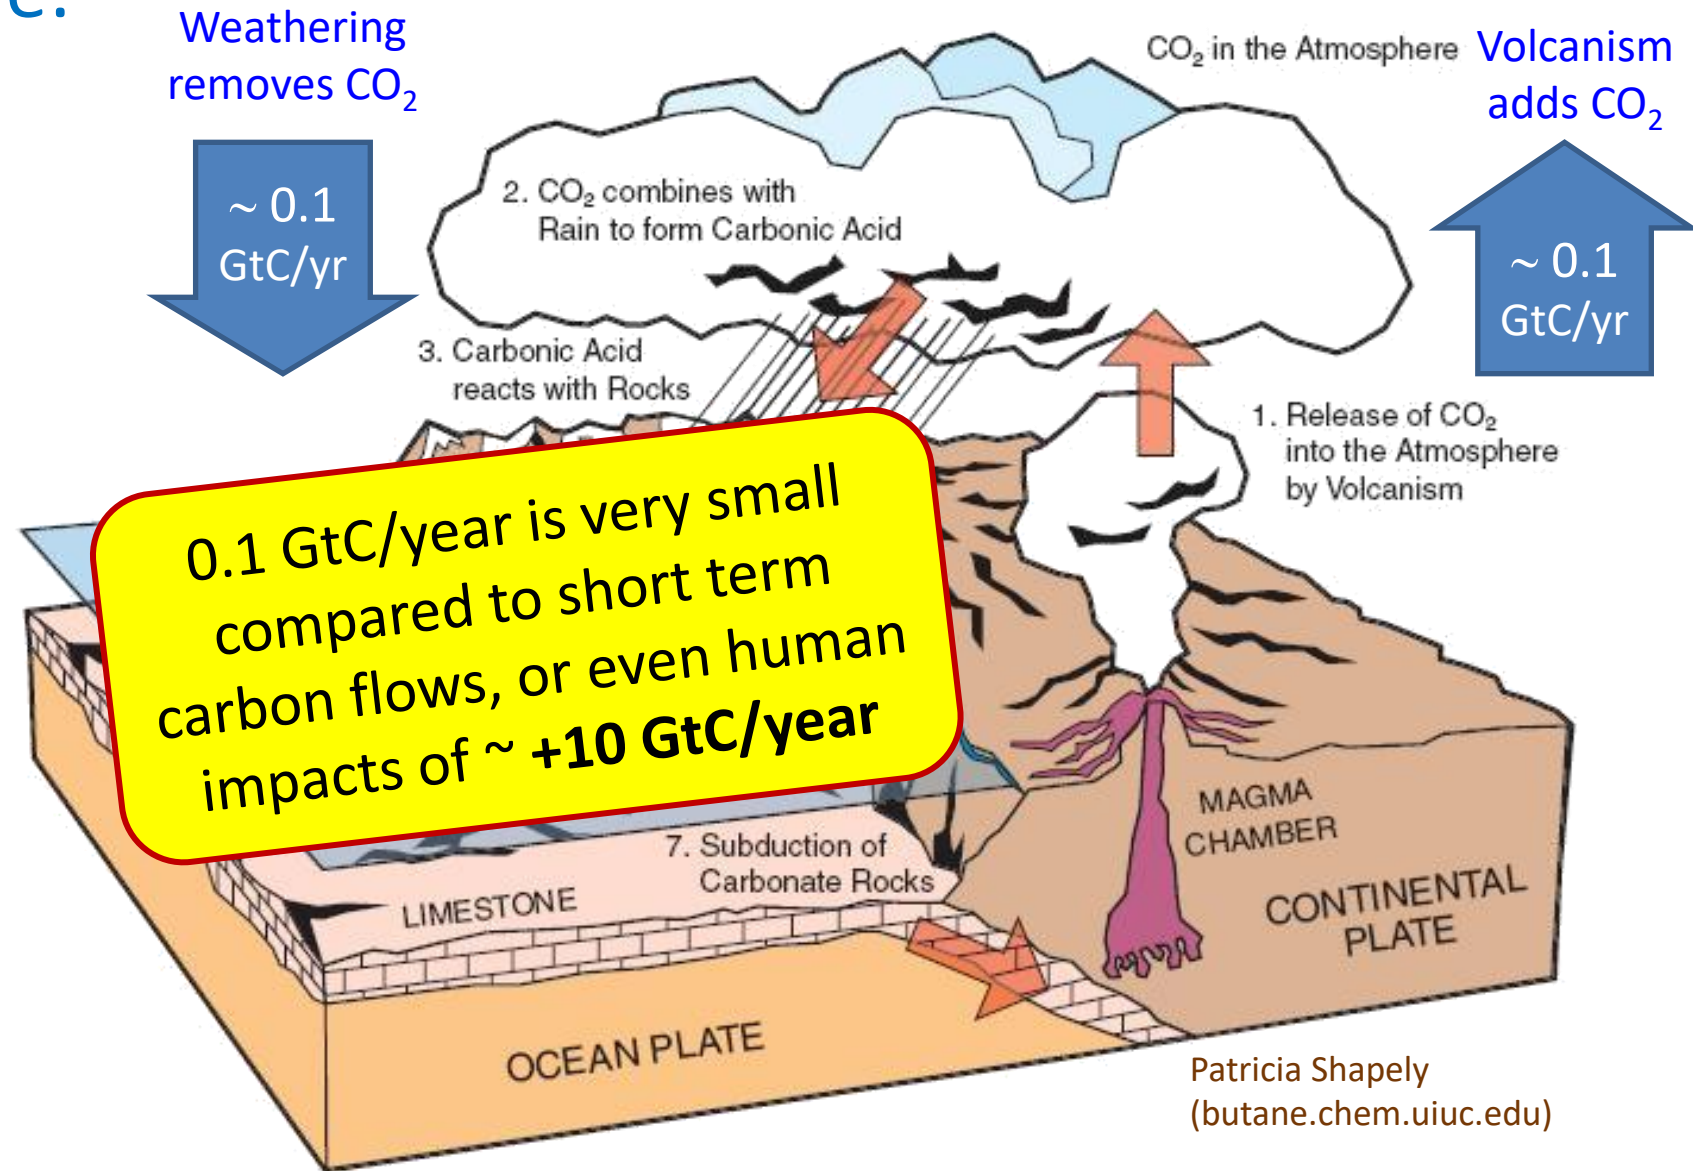 Weathering
removes CO₂
CO₂ in the Atmosphere
Volcanism
adds CO₂
~ 0.1
GtC/yr
2. CO₂ combines with
Rain to form Carbonic Acid
~ 0.1
GtC/yr
3. Carbonic Acid
reacts with Rocks
1. Release of CO₂
into the Atmosphere
by Volcanism
0.1 GtC/year is very small
compared to short term
carbon flows, or even human
impacts of ~ +10 GtC/year
MAGMA
CHAMBER
7. Subduction of
Carbonate Rocks
LIMESTONE
CONTINENTAL
PLATE
OCEAN PLATE
Patricia Shapely
(butane.chem.uiuc.edu)